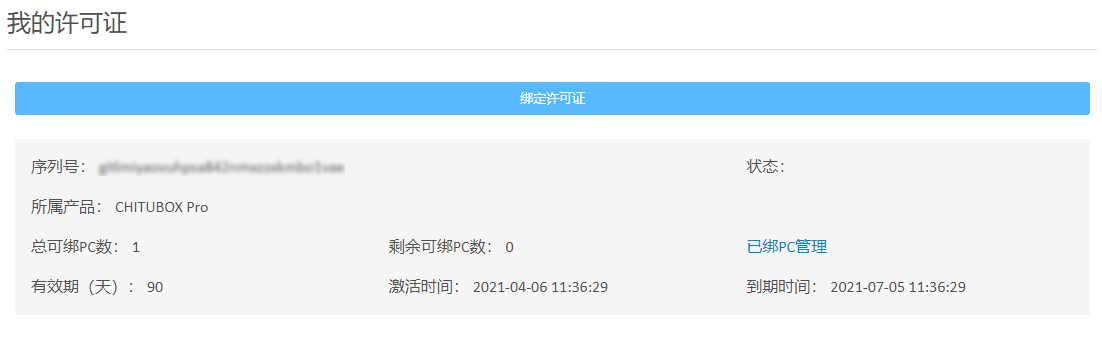 我的许可证
绑定许可证
序列号： 状态：
所属产品： CHITUBOX Pro
总可绑PC数： 1 剩余可绑PC数： 0 已绑PC管理
有效期（天）： 90 激活时间： 2021-04-06 11:36:29 到期时间： 2021-07-05 11:36:29